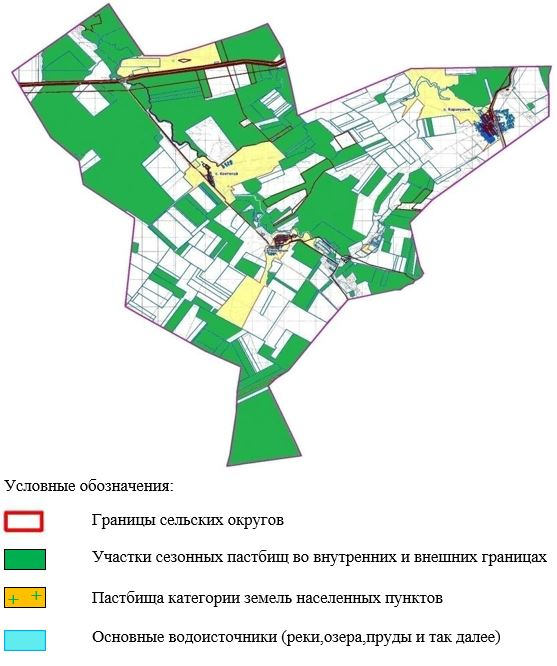 с. Карасудык
Условные обозначения:
Границы сельских округов
Участки сезонных пастбищ во внутренних и внешних границах
Пастбища категории земель населенных пунктов
Основные водоисточники (реки,озера,пруды и так далее)